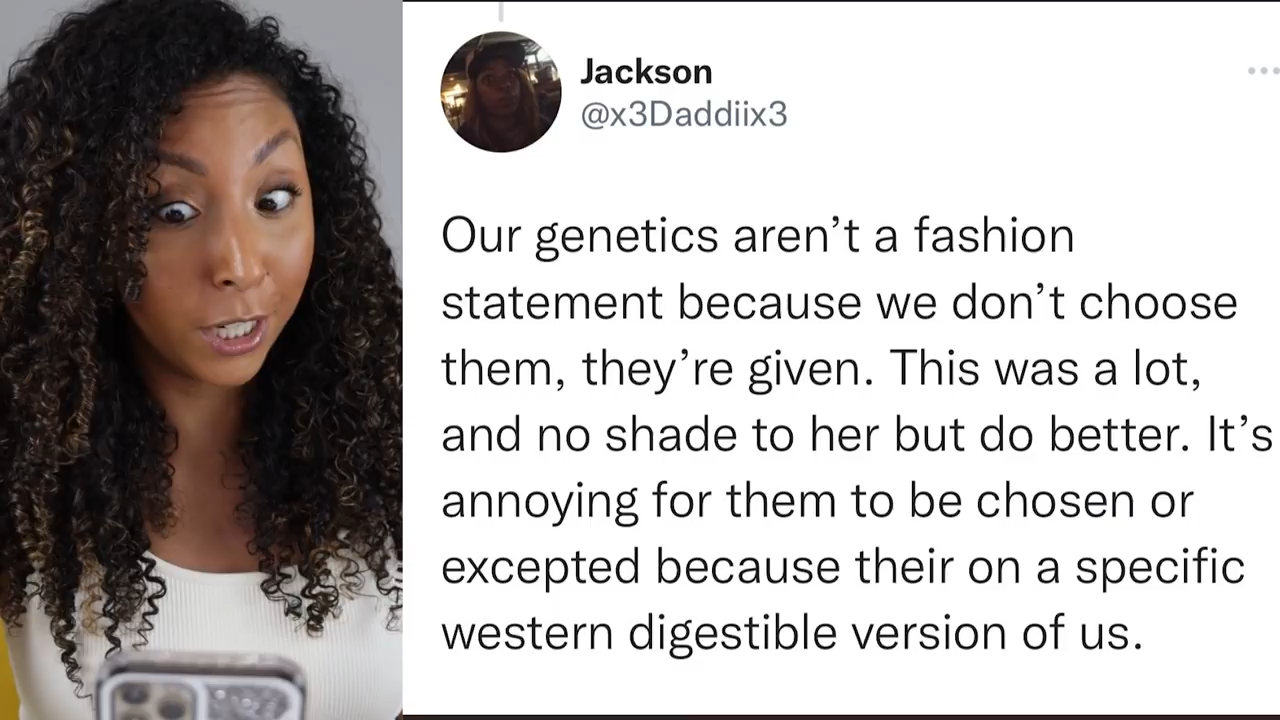 Jackson
@x3Daddiix3
Our genetics aren’t a fashion
statement because we don’t choose
them, they’re given. This was a lot,
and no shade to her but do better. It’s
annoying for them to be chosen or
excepted because their on a specific
western digestible version of us.